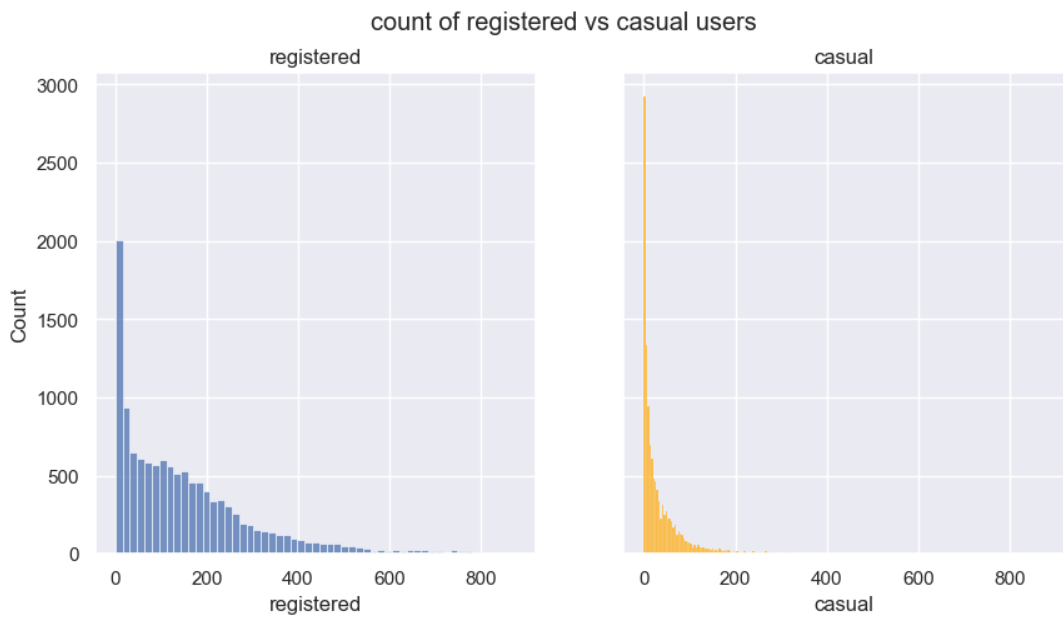 count of registered vs casual users
registered
casual
3000
2500
2000
1500
1000
500
0
Count
0 200 400 600 800
registered
0 200 400 600 800
casual